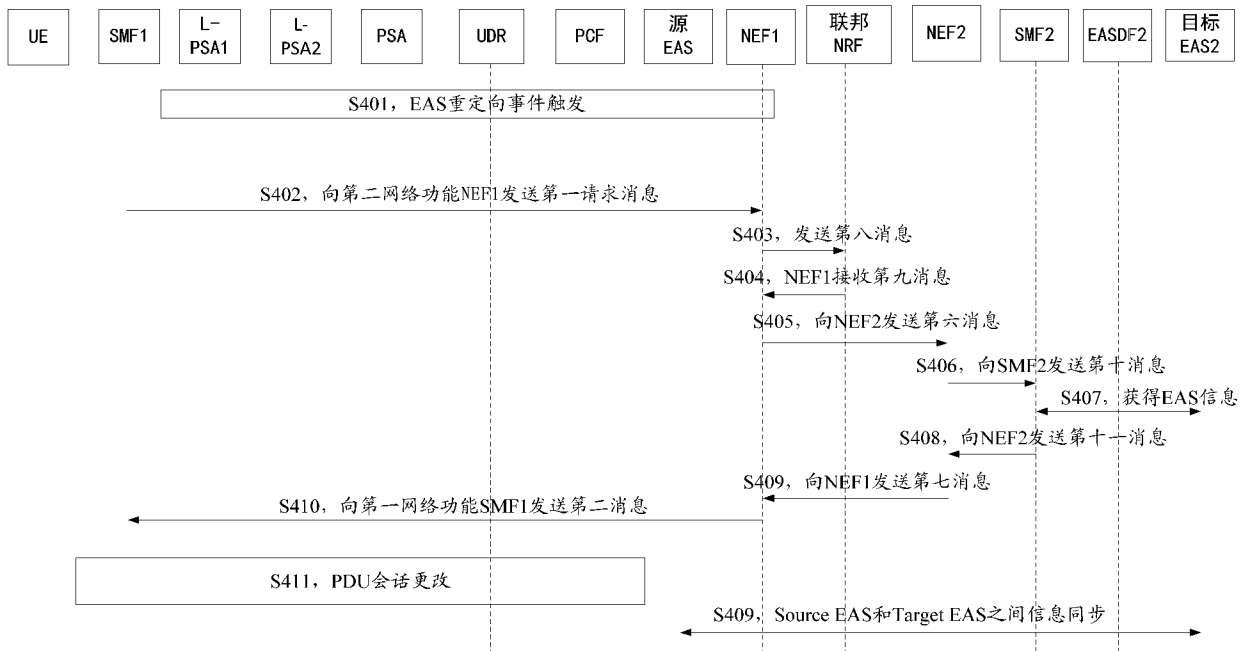 UE
SMF1
L-
PSA1
L-
PSA2
PSA
UDR
PCF
源
EAS
NEF1
联邦
NRF
NEF2
SMF2
EASDF2
目标
EAS2
S401，EAS重定向事件触发
S402，向第二网络功能NEF1发送第一请求消息
S403，发送第八消息
S404，NEF1接收第九消息
S405，向NEF2发送第六消息
S406，向SMF2发送第十消息
S407，获得EAS信息
S408，向NEF2发送第十一消息
S409，向NEF1发送第七消息
S410，向第一网络功能SMF1发送第二消息
S411，PDU会话更改
S409，Source EAS和Target EAS之间信息同步